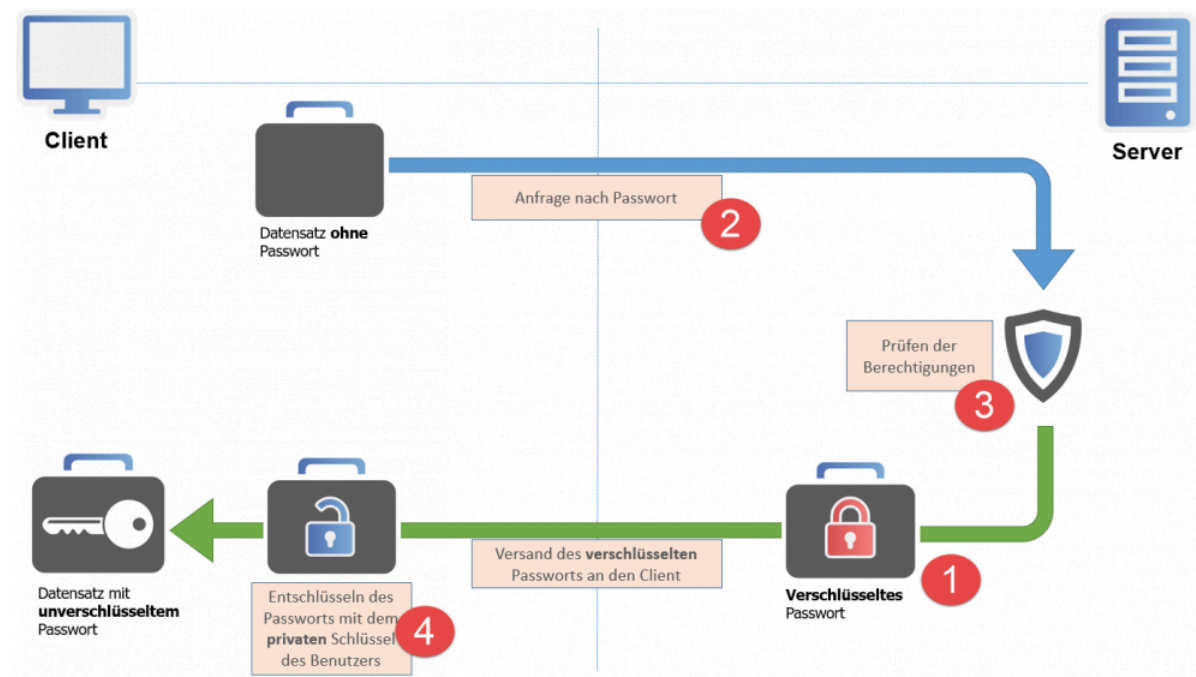 Client
Server
Anfrage nach Passwort
2
Datensatz ohne
Passwort
Prüfen der
Berechtigungen
3
Versand des verschlüsselten
Passworts an den Client
1
Verschlüsseltes
Passwort
Datensatz mit
unverschlüsseltem
Passwort
Entschlüsseln des
Passworts mit dem
privaten Schlüssel
des Benutzers
4